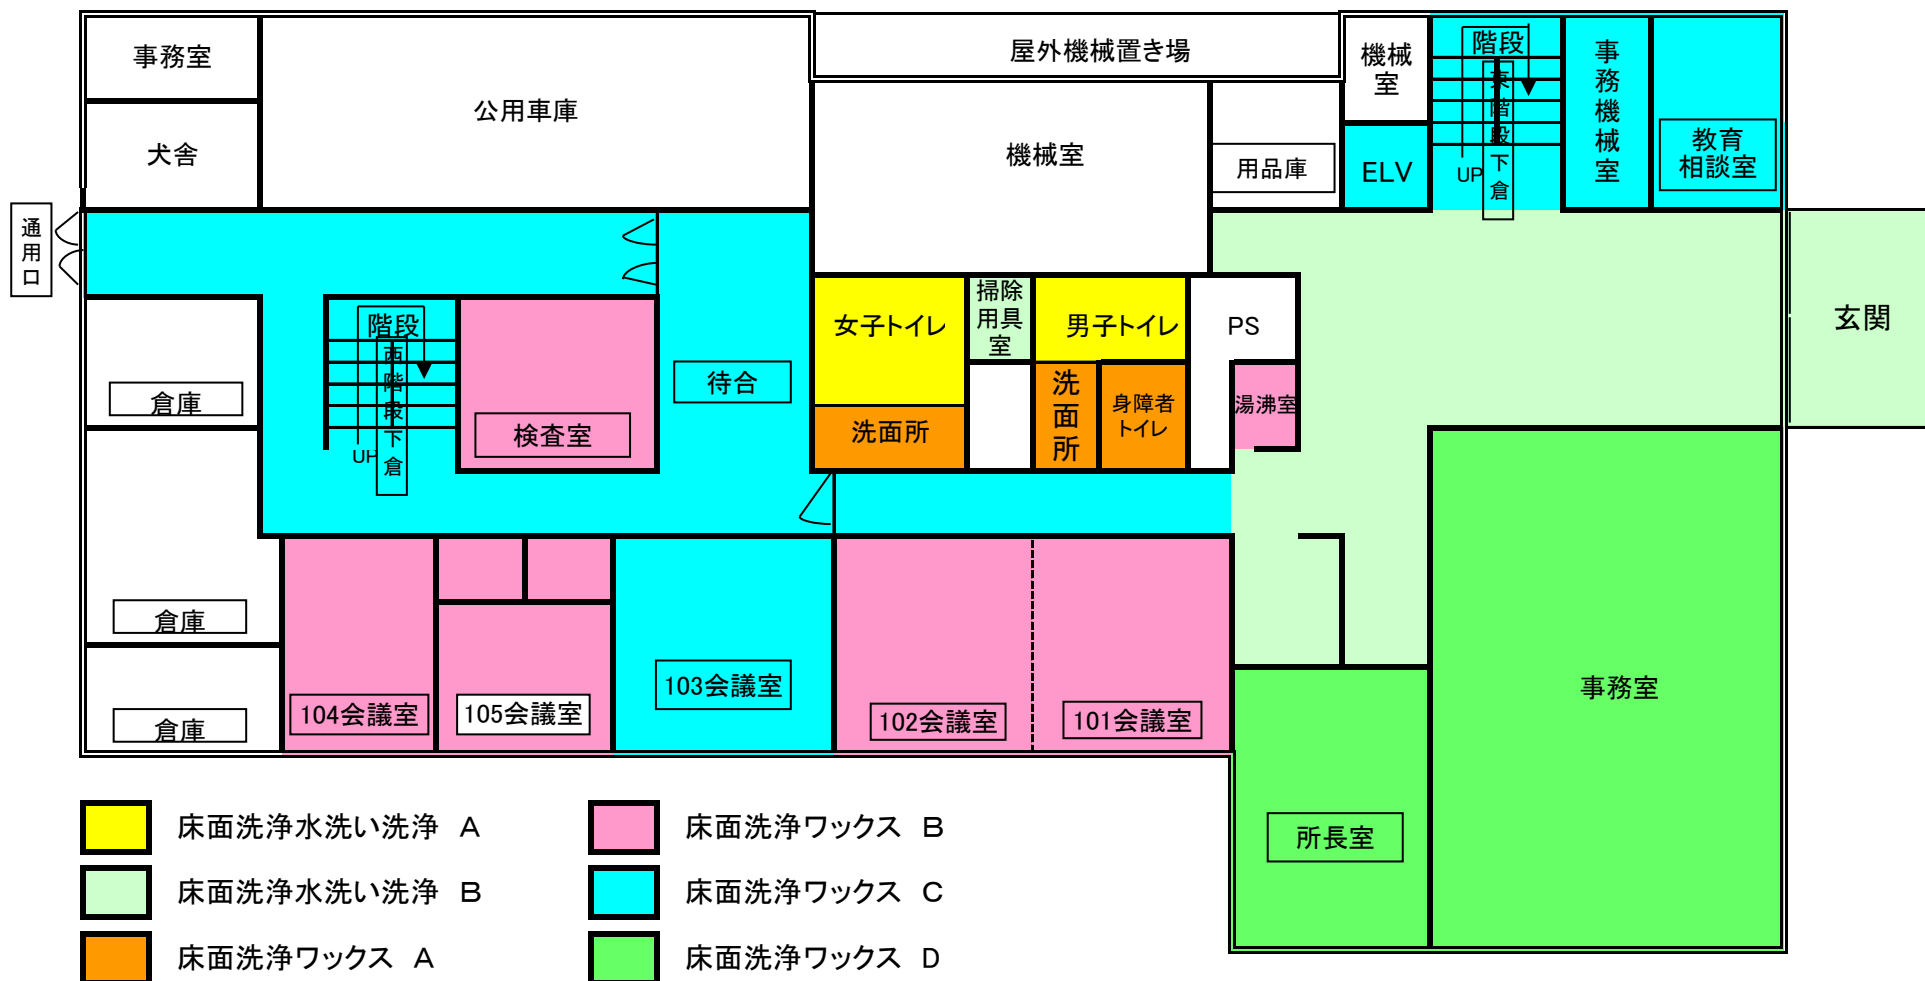 事務室
公用車庫
屋外機械置き場
機械
室
階段
東階段下倉
UP
事務機械室
教育
相談室
犬舎
機械室
用品庫
ELV
通用口
玄関
階段
西階段下倉
UP
検査室
待合
女子トイレ
掃除
用具
室
男子トイレ
PS
洗面所
洗面所
身障者
トイレ
湯沸室
倉庫
倉庫
倉庫
104会議室
105会議室
103会議室
102会議室
101会議室
事務室
所長室
床面洗浄水洗い洗浄 A
床面洗浄ワックス B
床面洗浄水洗い洗浄 B
床面洗浄ワックス C
床面洗浄ワックス A
床面洗浄ワックス D